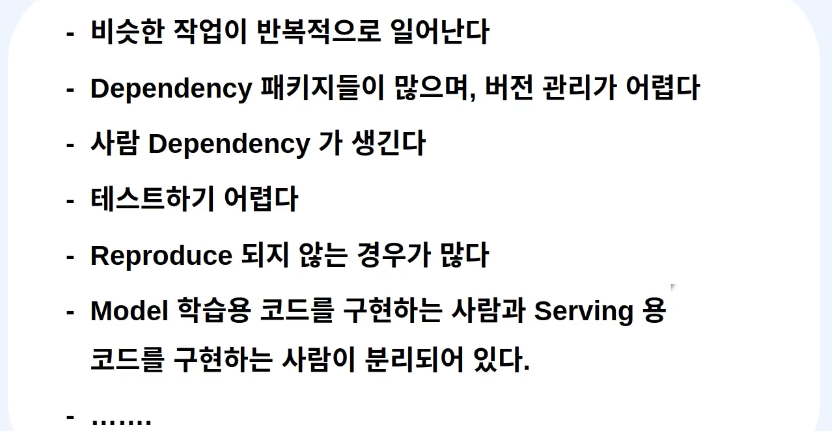 - 비슷한 작업이 반복적으로 일어난다
- Dependency 패키지들이 많으며, 버전 관리가 어렵다
- 사람 Dependency 가 생긴다
- 테스트하기 어렵다
- Reproduce 되지 않는 경우가 많다
- Model 학습용 코드를 구현하는 사람과 Serving 용
코드를 구현하는 사람이 분리되어 있다.
- …….